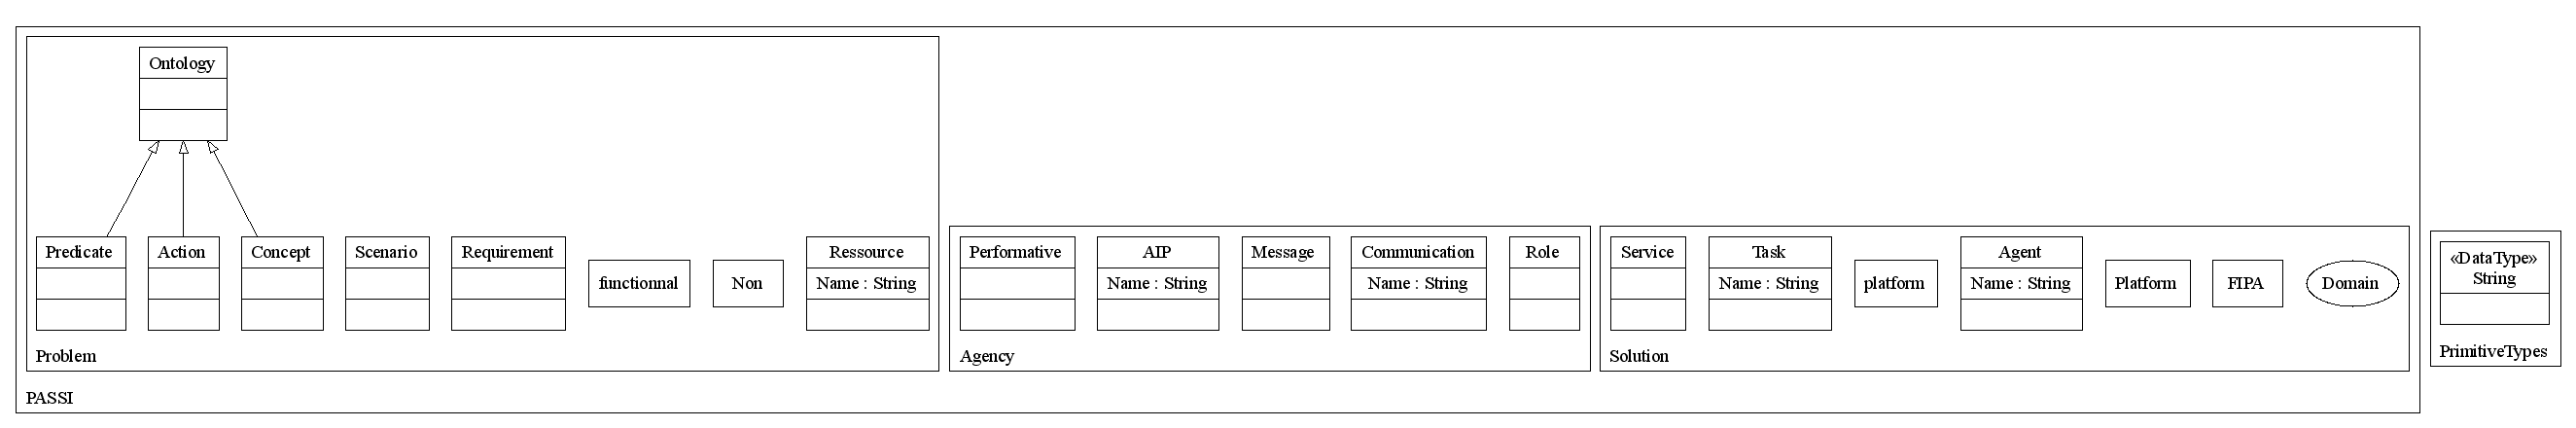 Ontology
Predicate
Action
Concept
Scenario
Requirement
functionnal
Non
Ressource
Name : String
Problem
Performative
AIP
Name : String
Message
Communication
Name : String
Role
Agency
Service
Task
Name : String
platform
Agent
Name : String
Platform
FIPA
Domain
Solution
PASSI
«DataType»
String
PrimitiveTypes